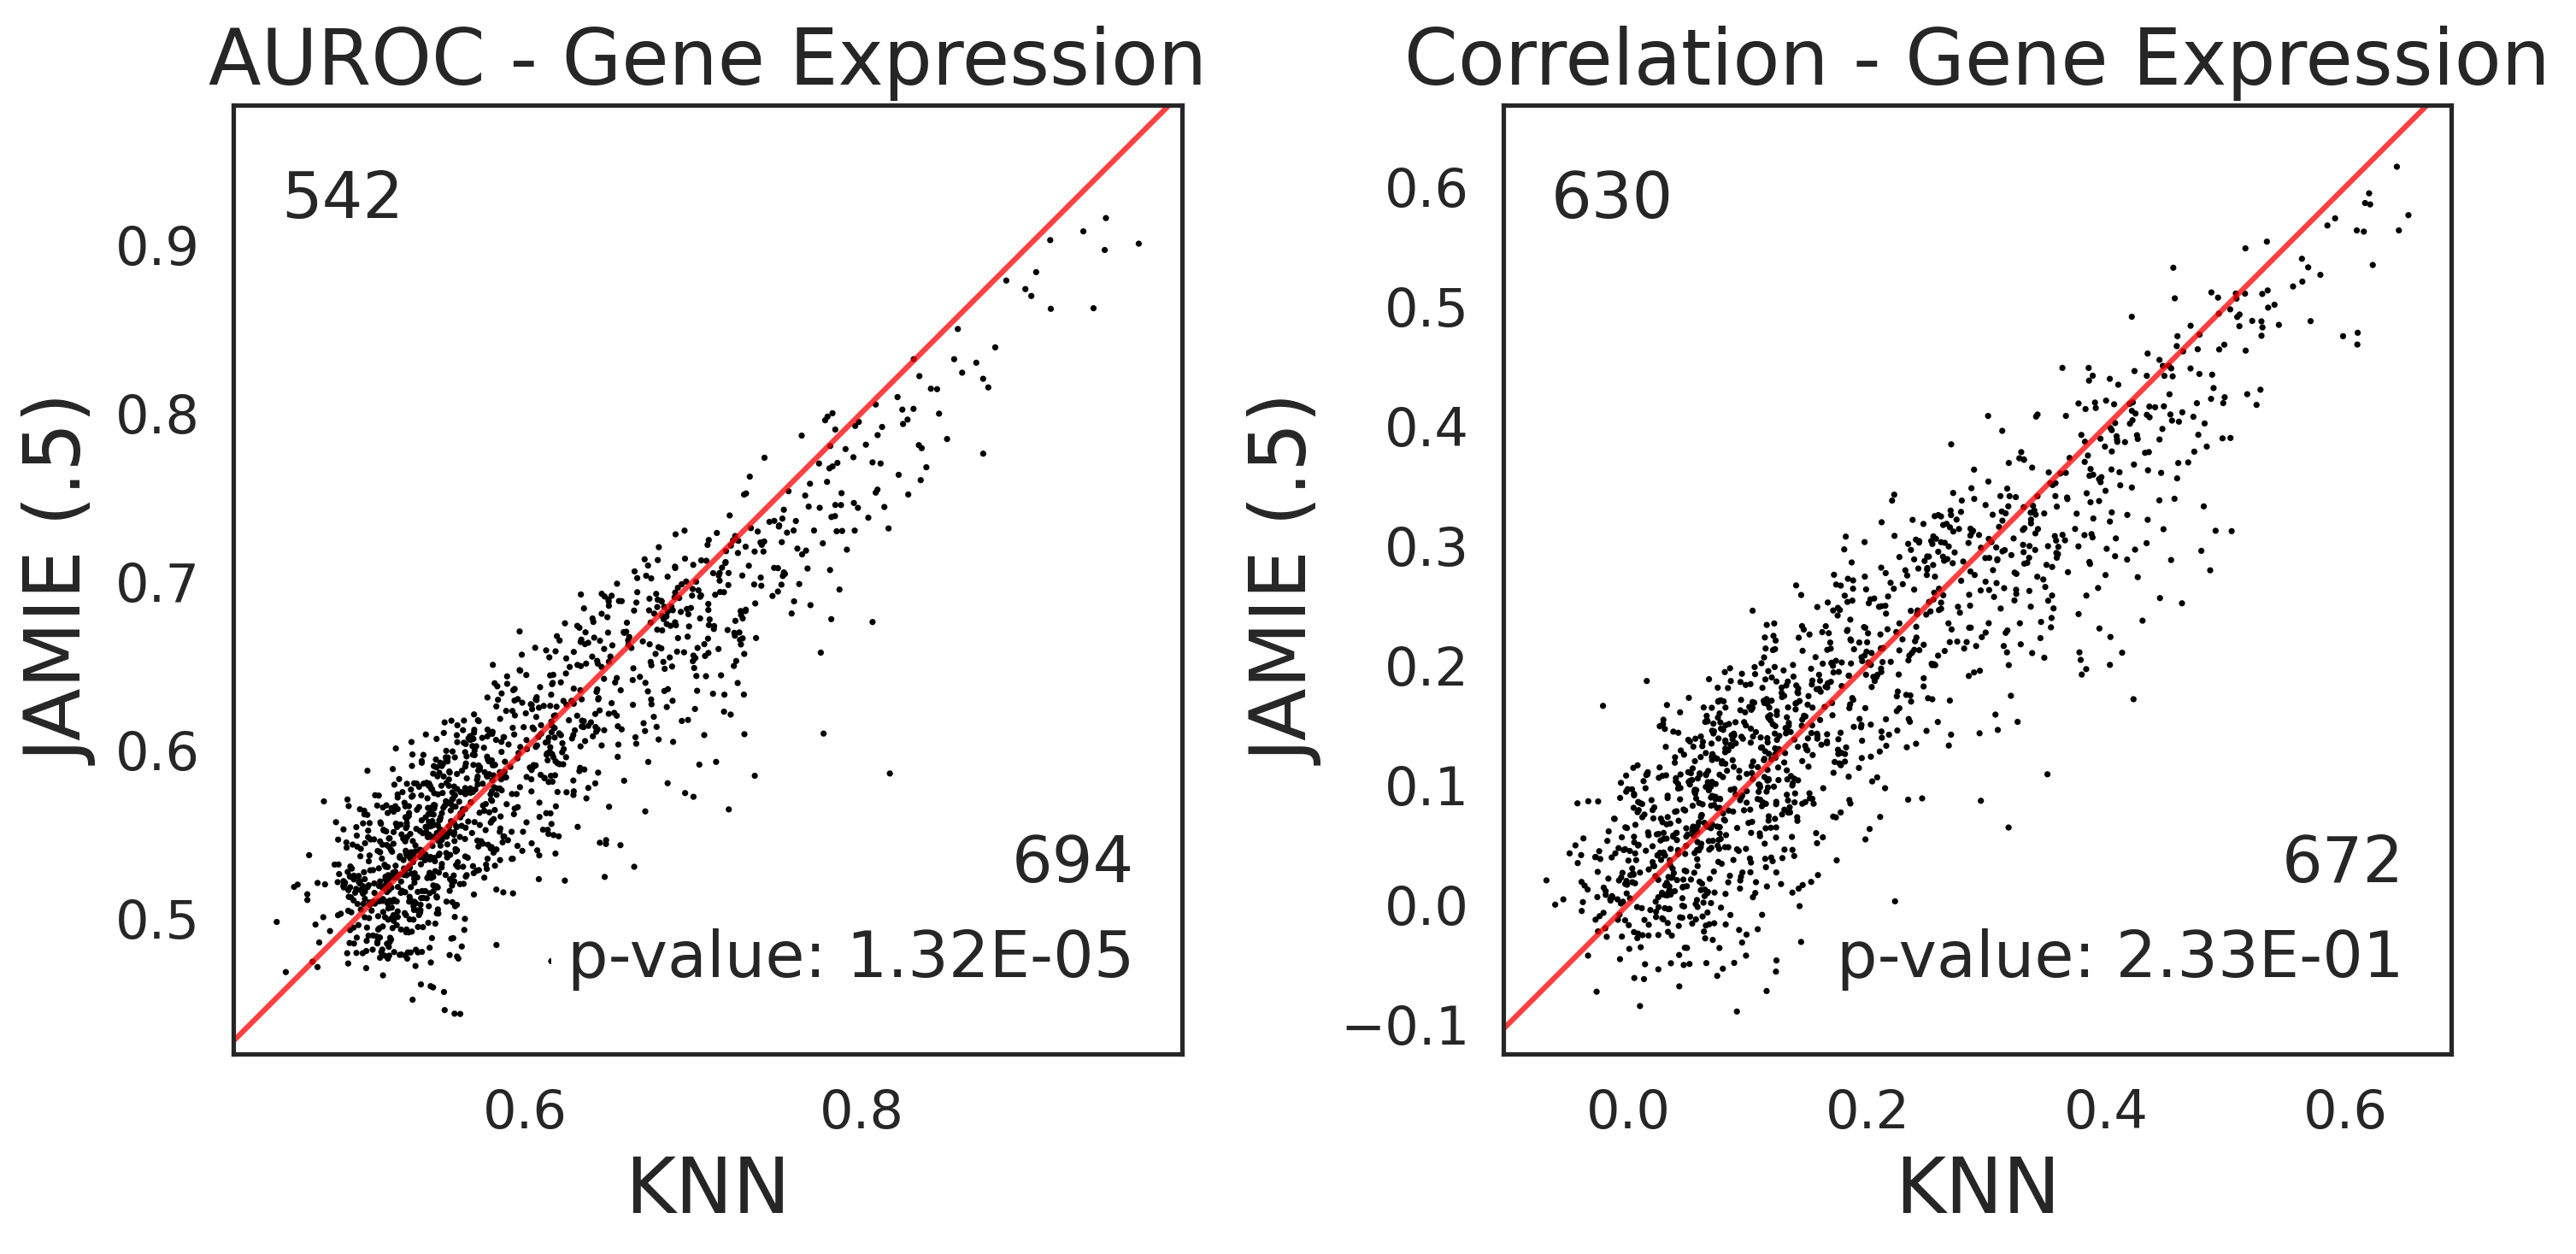 AUROC - Gene Expression
542
0.9
0.8
0.7
0.6
0.5
JAMIE (.5)
694
p-value: 1.32E-05
0.6 0.8
KNN
Correlation - Gene Expression
630
0.6
0.5
0.4
0.3
0.2
0.1
0.0
−0.1
JAMIE (.5)
672
p-value: 2.33E-01
0.0 0.2 0.4 0.6
KNN